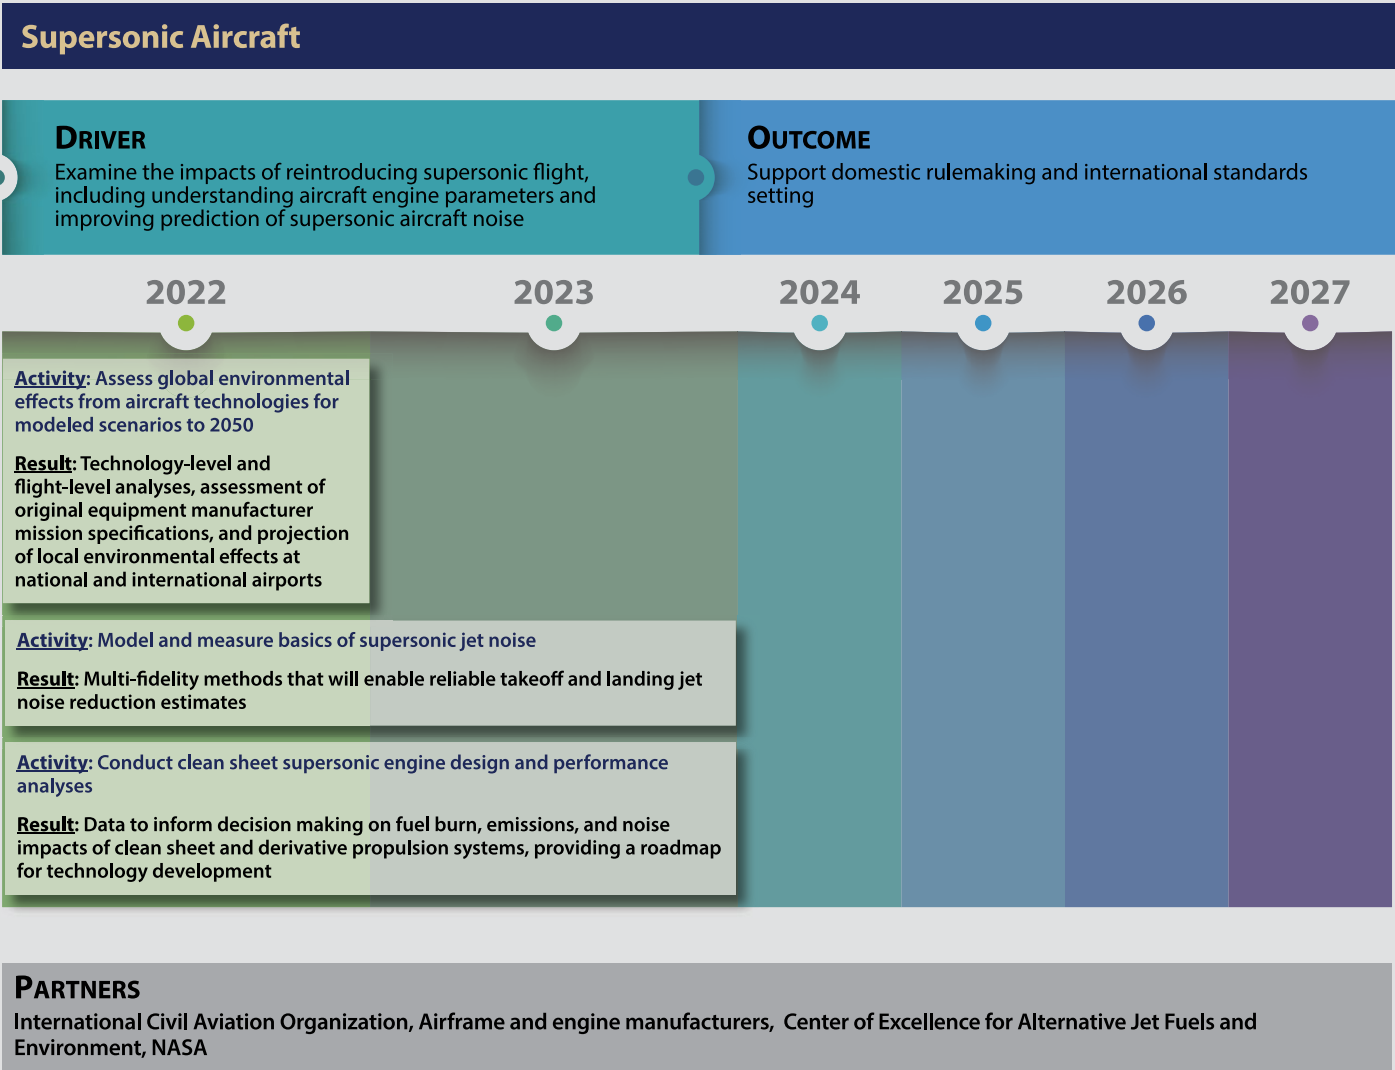 Supersonic Aircraft
DRIVER
Examine the impacts of reintroducing supersonic flight,
including understanding aircraft engine parameters and
improving prediction of supersonic aircraft noise
OUTCOME
Support domestic rulemaking and international standards
setting
2022 2023 2024 2025 2026 2027
Activity: Assess global environmental
effects from aircraft technologies for
modeled scenarios to 2050
Result: Technology-level and
flight-level analyses, assessment of
original equipment manufacturer
mission specifications, and projection
of local environmental effects at
national and international airports
Activity: Model and measure basics of supersonic jet noise
Result: Multi-fidelity methods that will enable reliable takeoff and landing jet
noise reduction estimates
Activity: Conduct clean sheet supersonic engine design and performance
analyses
Result: Data to inform decision making on fuel burn, emissions, and noise
impacts of clean sheet and derivative propulsion systems, providing a roadmap
for technology development
PARTNERS
International Civil Aviation Organization, Airframe and engine manufacturers, Center of Excellence for Alternative Jet Fuels and
Environment, NASA